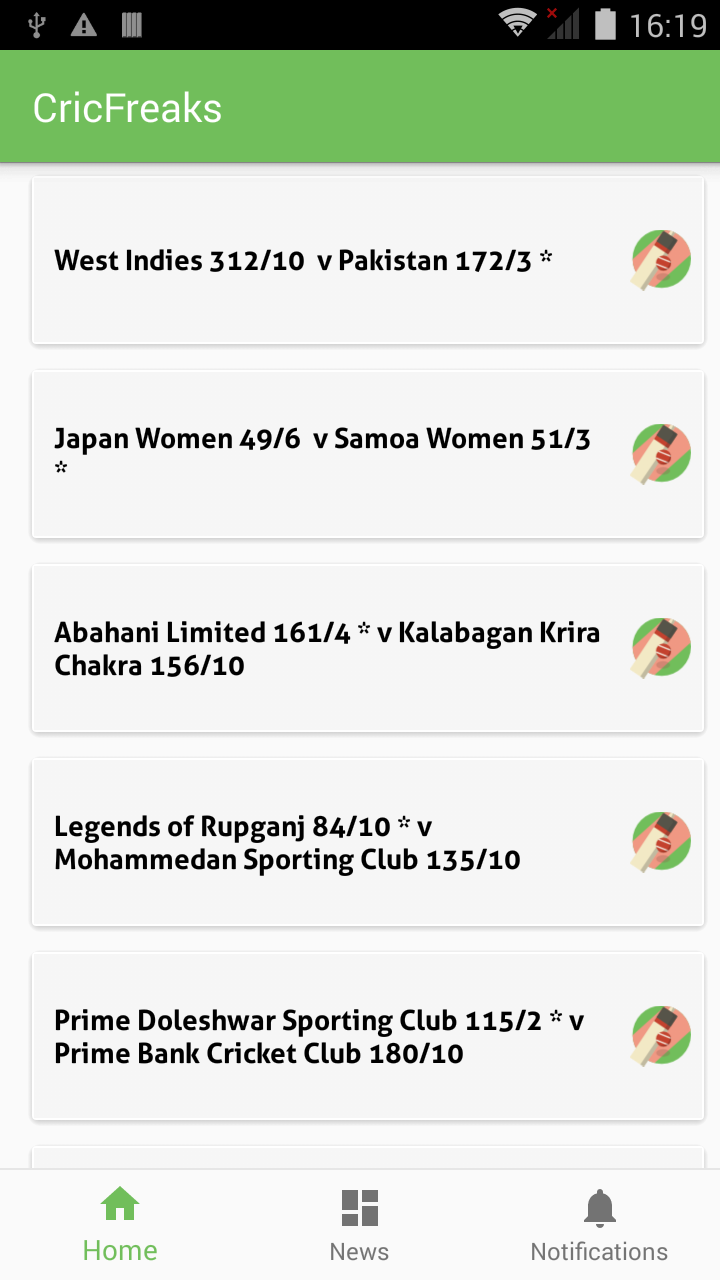 16:19
CricFreaks
West Indies 312/10  v Pakistan 172/3 *
Japan Women 49/6  v Samoa Women 51/3
*
Abahani Limited 161/4 * v Kalabagan Krira
Chakra 156/10
Legends of Rupganj 84/10 * v
Mohammedan Sporting Club 135/10
Prime Doleshwar Sporting Club 115/2 * v
Prime Bank Cricket Club 180/10
Home
News
Notifications